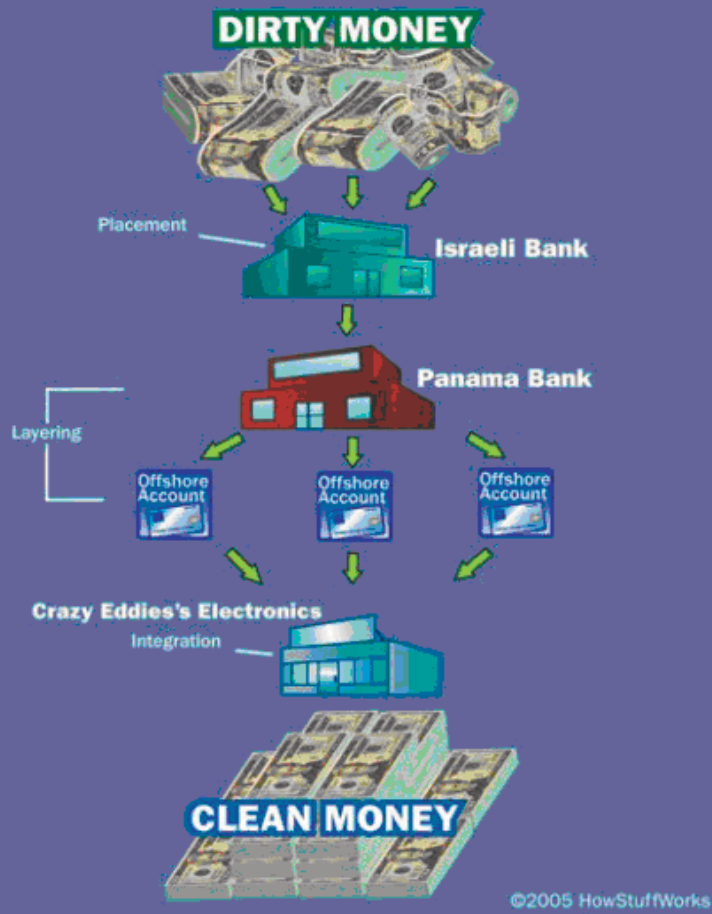 DIRTY MONEY
Placement
Israeli Bank
Panama Bank
Layering
Offshore
Account
Offshore
Account
Offshore
Account
Crazy Eddies's Electronics
Integration
CLEAN MONEY
©2005 HowStuffWorks